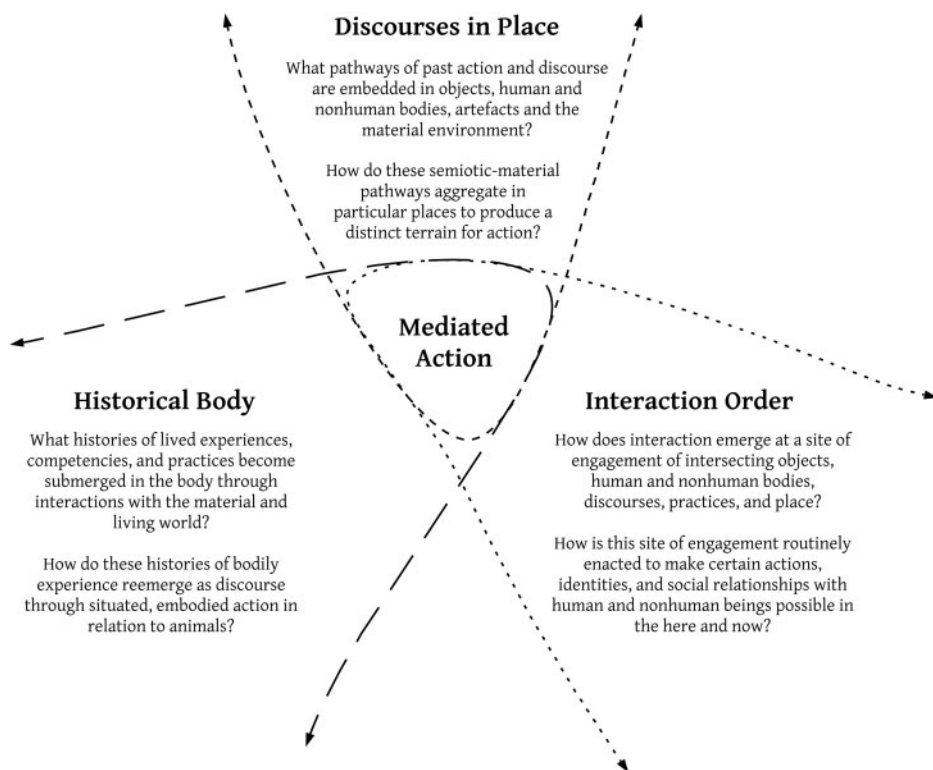 Discourses in Place
What pathways of past action and discourse
are embedded in objects, human and
nonhuman bodies, artefacts and the
material environment?
How do these semiotic-material
pathways aggregate in
particular places to produce a
distinct terrain for action?
Mediated
Action
Historical Body
What histories of lived experiences,
competencies, and practices become
submerged in the body through
interactions with the material and
living world?
How do these histories of bodily
experience reemerge as discourse
through situated, embodied action in
relation to animals?
Interaction Order
How does interaction emerge at a site of
engagement of intersecting objects,
human and nonhuman bodies,
discourses, practices, and place?
How is this site of engagement routinely
enacted to make certain actions,
identities, and social relationships with
human and nonhuman beings possible in
the here and now?